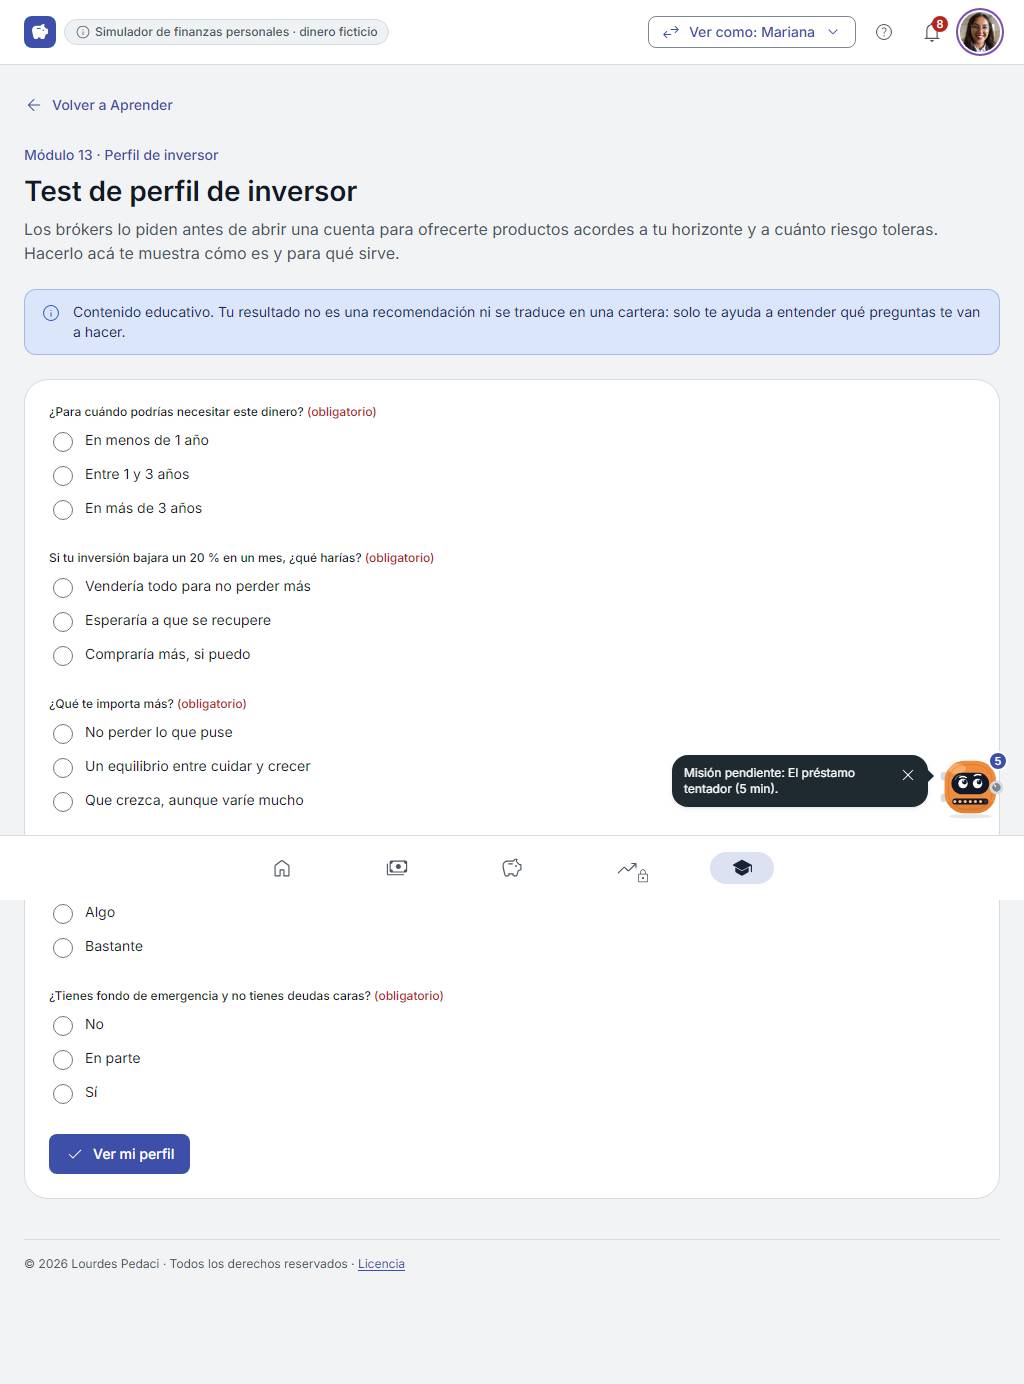 Simulador de finanzas personales · dinero ficticio
Ver como: Mariana
8
Volver a Aprender
Módulo 13 · Perfil de inversor
Test de perfil de inversor
Los brókers lo piden antes de abrir una cuenta para ofrecerte productos acordes a tu horizonte y a cuánto riesgo toleras.
Hacerlo acá te muestra cómo es y para qué sirve.
Contenido educativo. Tu resultado no es una recomendación ni se traduce en una cartera: solo te ayuda a entender qué preguntas te van
a hacer.
¿Para cuándo podrías necesitar este dinero? (obligatorio)
En menos de 1 año
Entre 1 y 3 años
En más de 3 años
Si tu inversión bajara un 20 % en un mes, ¿qué harías? (obligatorio)
Vendería todo para no perder más
Esperaría a que se recupere
Compraría más, si puedo
¿Qué te importa más? (obligatorio)
No perder lo que puse
Un equilibrio entre cuidar y crecer
Que crezca, aunque varíe mucho
Misión pendiente: El préstamo
tentador (5 min).
5
Algo
Bastante
¿Tienes fondo de emergencia y no tienes deudas caras? (obligatorio)
No
En parte
Sí
Ver mi perfil
© 2026 Lourdes Pedaci · Todos los derechos reservados · Licencia